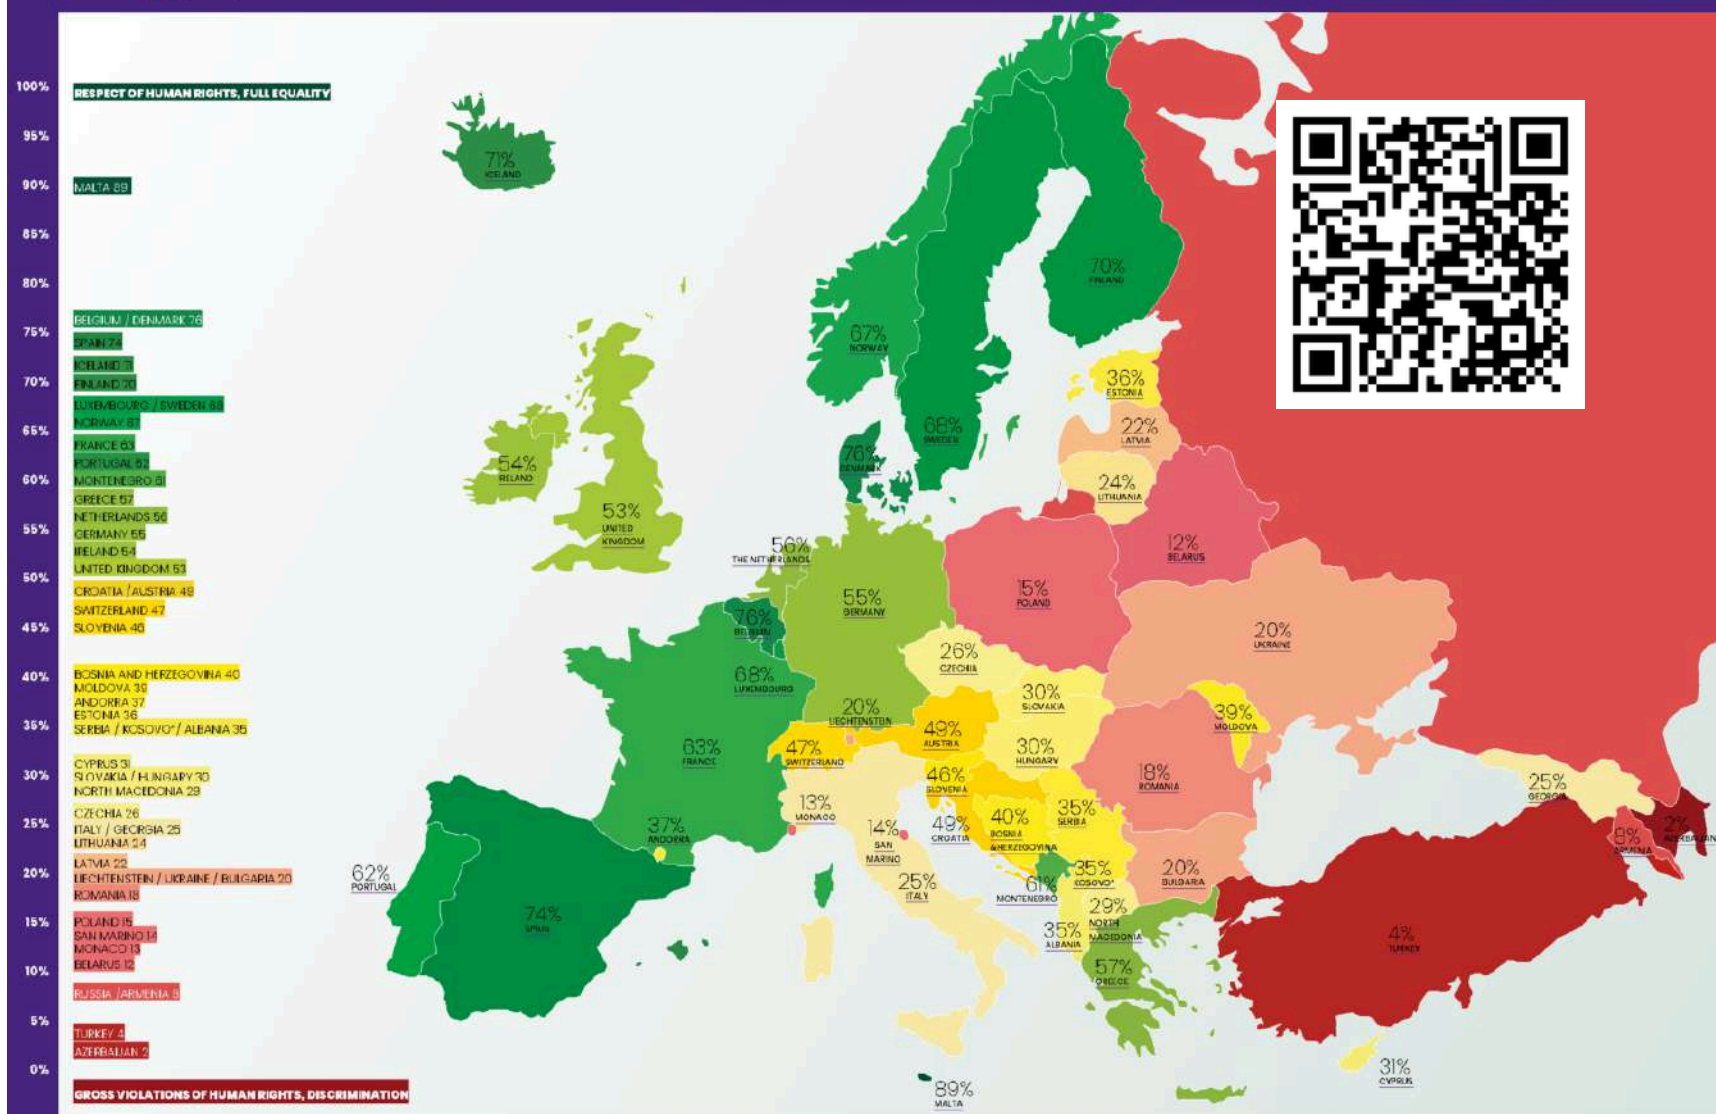 100%
RESPECT OF HUMAN RIGHTS, FULL EQUALITY
95%
90%
MALTA 89
85%
80%
BELGIUM / DENMARK 76
75%
SPAIN 74
ICELAND 71
70%
FINLAND 70
LUXEMBOURG / SWEDEN 68
NORWAY 67
65%
FRANCE 63
PORTUGAL 62
60%
MONTENEGRO 61
GREECE 57
NETHERLANDS 56
55%
GERMANY 55
IRELAND 54
UNITED KINGDOM 53
50%
CROATIA /AUSTRIA 49
SWITZERLAND 47
45%
SLOVENIA 46
40%
BOSNIA AND HERZEGOVINA 40
MOLDOVA 39
ANDORRA 37
ESTONIA 36
35%
SERBIA / KOSOVO*/ ALBANIA 35
CYPRUS 31
30%
SLOVAKIA / HUNGARY 30
NORTH MACEDONIA 29
CZECHIA 26
25%
ITALY / GEORGIA 25
LITHUANIA 24
LATVIA 22
20%
LIECHTENSTEIN / UKRAINE / BULGARIA 20
ROMANIA 18
15%
POLAND 15
SAN MARINO 14
MONACO 13
BELARUS 12
10%
RUSSIA /ARMENIA 8
5%
TURKEY 4
AZERBAIJAN 2
0%
GROSS VIOLATIONS OF HUMAN RIGHTS, DISCRIMINATION
71%
ICELAND
70%
FINLAND
67%
NORWAY
68%
SWEDEN
36%
ESTONIA
22%
LATVIA
24%
LITHUANIA
76%
DENMARK
54%
IRELAND
53%
UNITED
KINGDOM
56%
THE NETHERLANDS
12%
BELARUS
15%
POLAND
55%
GERMANY
76%
BELGIUM
20%
UKRAINE
26%
CZECHIA
68%
LUXEMBOURG
30%
SLOVAKIA
20%
LIECHTENSTEIN
39%
MOLDOVA
49%
AUSTRIA
63%
FRANCE
47%
SWITZERLAND
30%
HUNGARY
46%
SLOVENIA
18%
ROMANIA
25%
GEORGIA
13%
MONACO
37%
ANDORRA
14%
SAN
MARINO
49%
CROATIA
40%
BOSNIA
&HERZEGOVINA
35%
SERBIA
2%
AZERBAIJAN
8%
ARMENIA
62%
PORTUGAL
25%
ITALY
61%
MONTENEGRO
35%
KOSOVO*
20%
BULGARIA
74%
SPAIN
29%
NORTH
MACEDONIA
35%
ALBANIA
4%
TURKEY
57%
GREECE
31%
CYPRUS
89%
MALTA